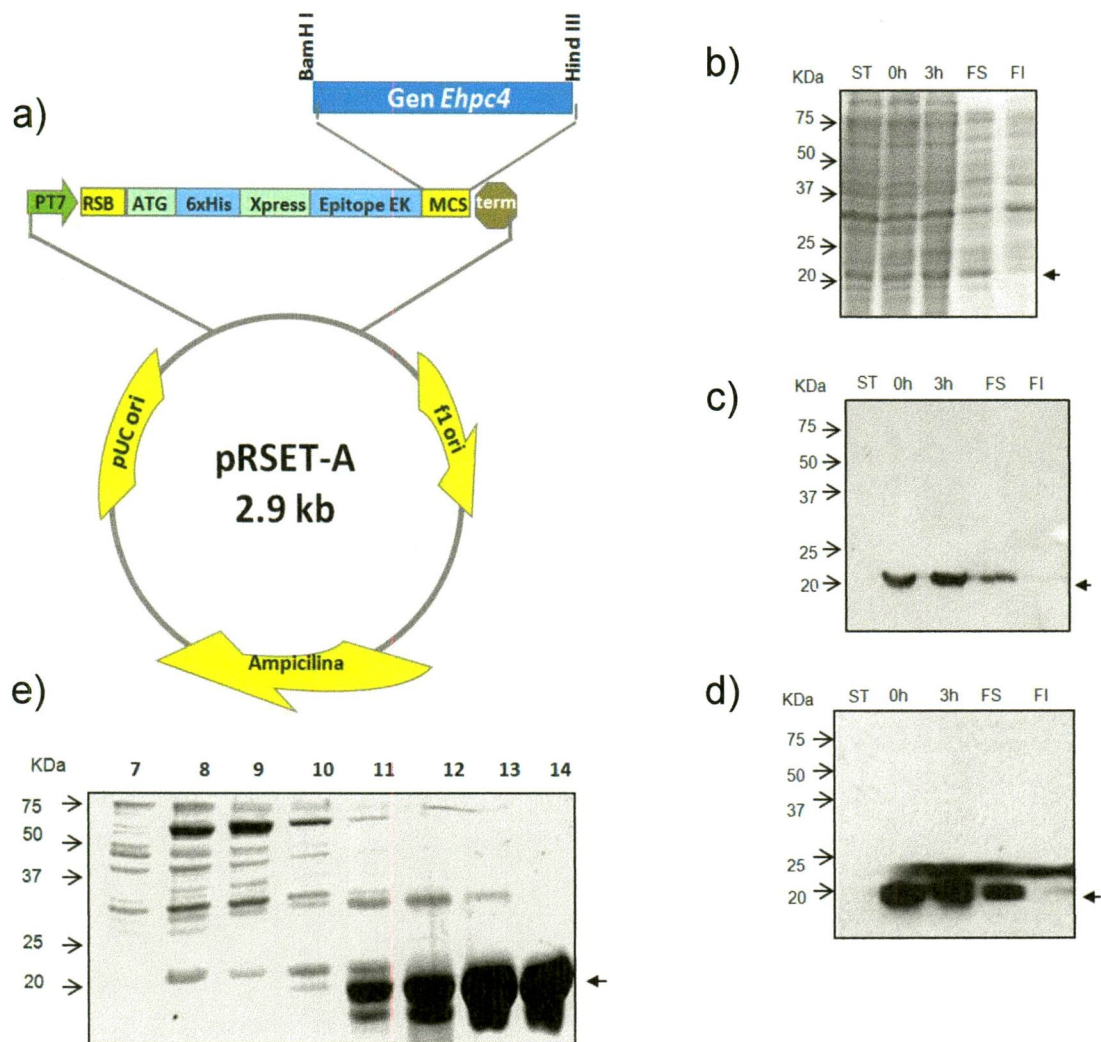 a)
BamH I
Hind III
Gen Ehpc4
PT7 RSB ATG 6xHis Xpress Epitope EK MCS term
pUC ori
f1 ori
pRSET-A
2.9 kb
Ampicilina
b)
KDa ST 0h 3h FS FI
75
50
37
25
20
c)
KDa ST 0h 3h FS FI
75
50
37
25
20
d)
KDa ST 0h 3h FS FI
75
50
37
25
20
e)
KDa 7 8 9 10 11 12 13 14
75
50
37
25
20